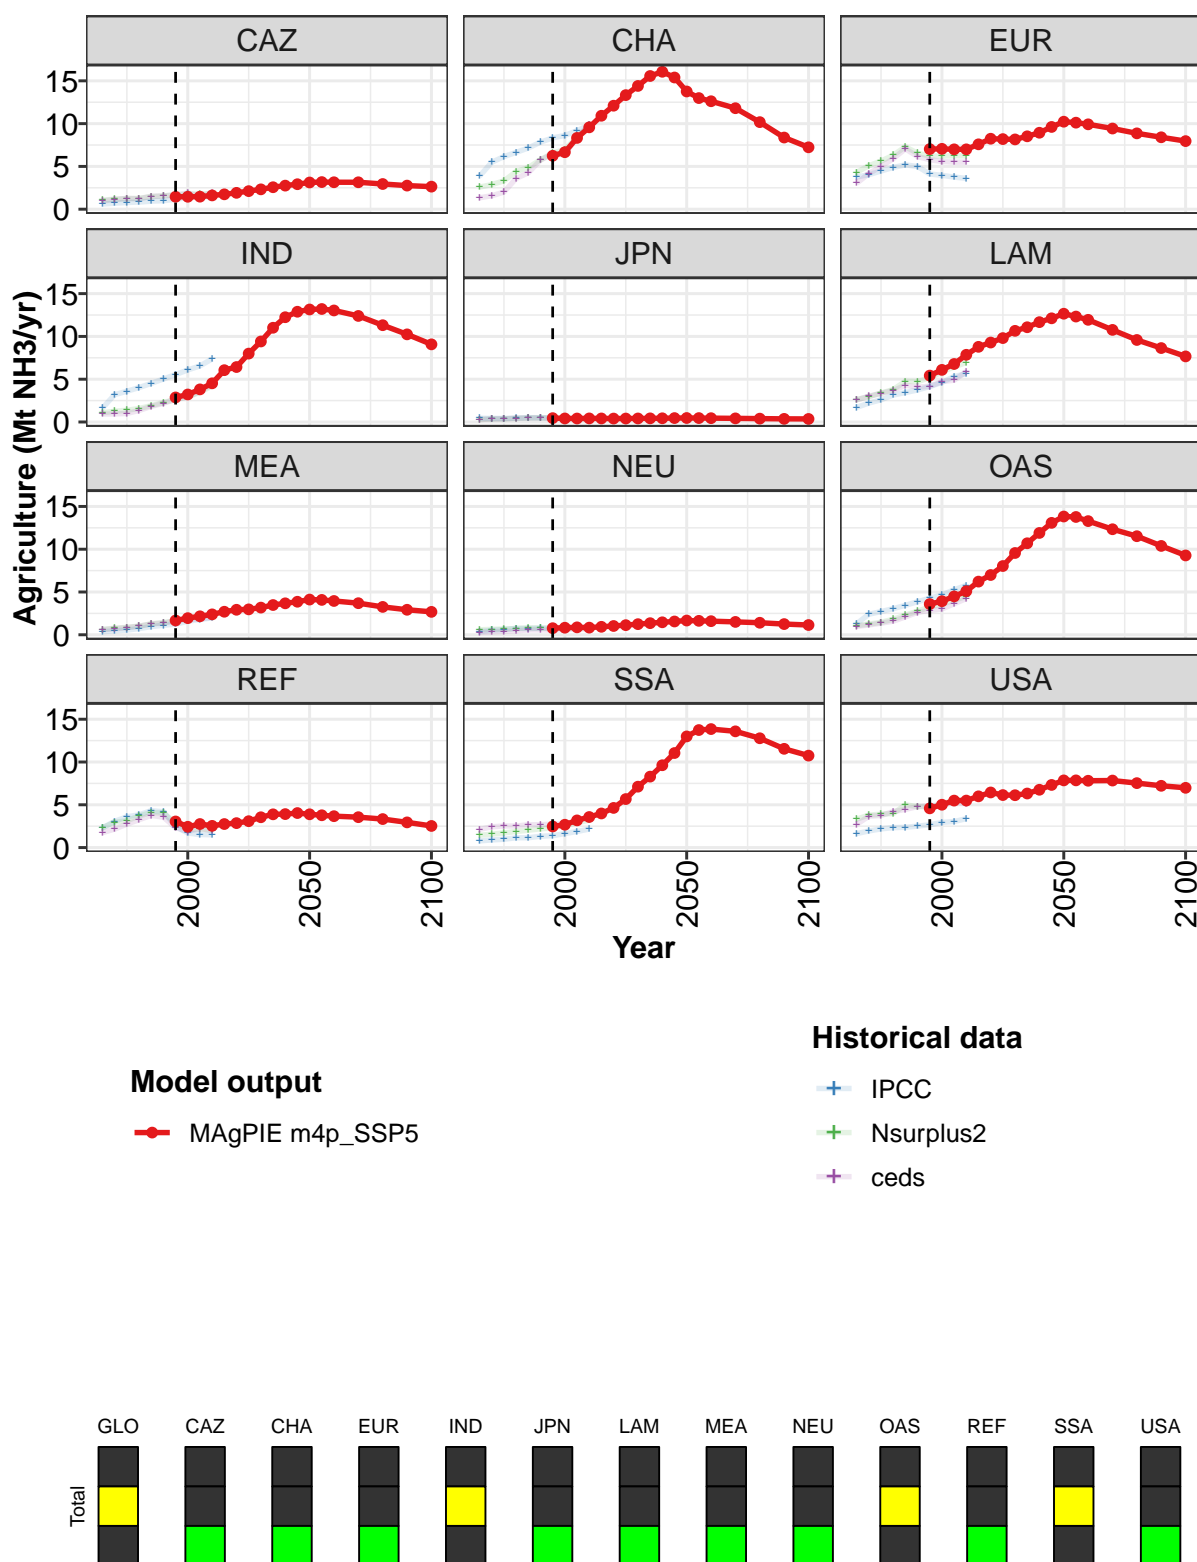 CAZ CHA EUR
15
10
5
0
IND JPN LAM
15
10
5
0
MEA NEU OAS
15
10
5
0
REF SSA USA
15
10
5
0
Agriculture (Mt NH3/yr)
2000 2050 2100 2000 2050 2100 2000 2050 2100
Year
Model output
MAgPIE m4p_SSP5
Historical data
IPCC
Nsurplus2
ceds
GLO CAZ CHA EUR IND JPN LAM MEA NEU OAS REF SSA USA
Total